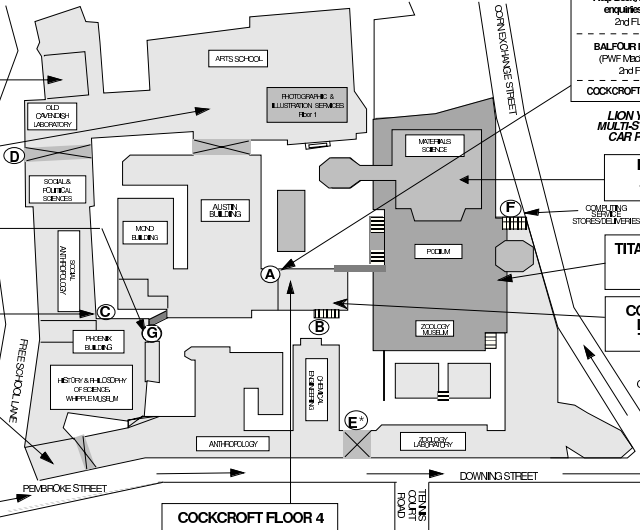 enquiries
2nd FL
BALFOUR
(PWF Mac
2nd F
COCKCROFT
CORN EXCHANGE STREET
ARTS SCHOOL
PHOTOGRAPHIC &
ILLUSTRATION SERVICES
Fiber 1
OLD
CAVENDISH
LABORATORY
LION Y
MULTI-S
CAR P
MATERIALS
SCIENCE
D
SOCIAL &
POLITICAL
SCIENCES
AUSTIN
BUILDING
F
COMPUTING
SERVICE
STORES/DELIVERIES
MOND
BUILDING
SOCIAL
ANTHROPOLOGY
PODIUM
TITA
A
C
B
G
CO
ZOOLOGY
MUSEUM
PHOENIX
BUILDING
FREE SCHOOL LANE
HISTORY & PHILOSOPHY
OF SCIENCE,
WHIPPLE MUSEUM
CHEMICAL
ENGINEERING
E*
ANTHROPOLOGY
ZOOLOGY
LABORATORY
DOWNING STREET
PEMBROKE STREET
TENNIS
COURT
ROAD
COCKCROFT FLOOR 4